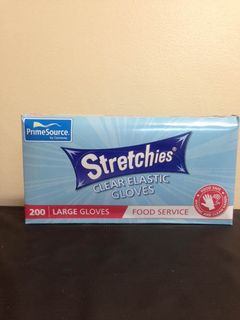 PrimeSource.
Stretchies®
CLEAR ELASTIC
GLOVES
200 LARGE GLOVES FOOD SERVICE